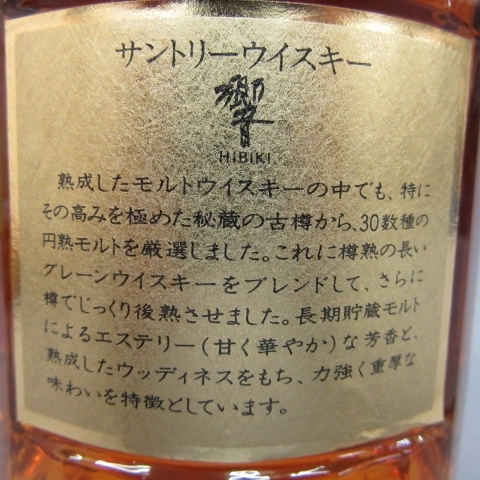 サントリーウイスキー
響
HIBIKI
熟成したモルトウイスキーの中でも、特に
その高みを極めた秘蔵の古樽から、30数種の
円熟モルトを厳選しました。これに樽熟の長い
グレーンウイスキーをブレンドして、さらに
樽でじっくり後熟させました。長期貯蔵モルト
によるエステリー(甘く華やか)な芳香と、
熟成したウッディネスをもち、力強く重厚な
味わいを特徴としています。